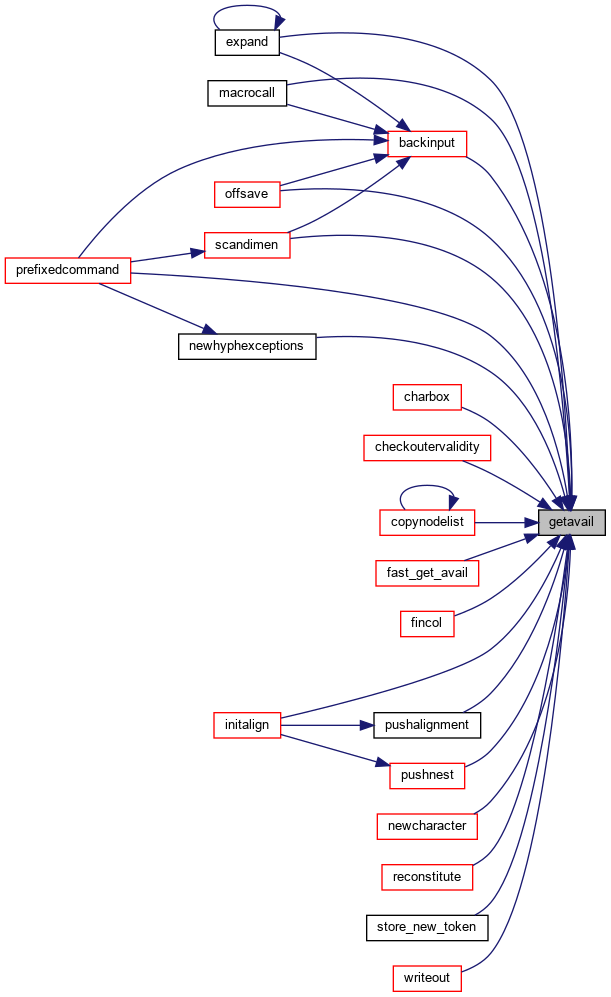 expand
macrocall
backinput
offsave
scandimen
prefixedcommand
newhyphexceptions
charbox
checkoutervalidity
copynodelist
getavail
fast_get_avail
fincol
initalign
pushalignment
pushnest
newcharacter
reconstitute
store_new_token
writeout